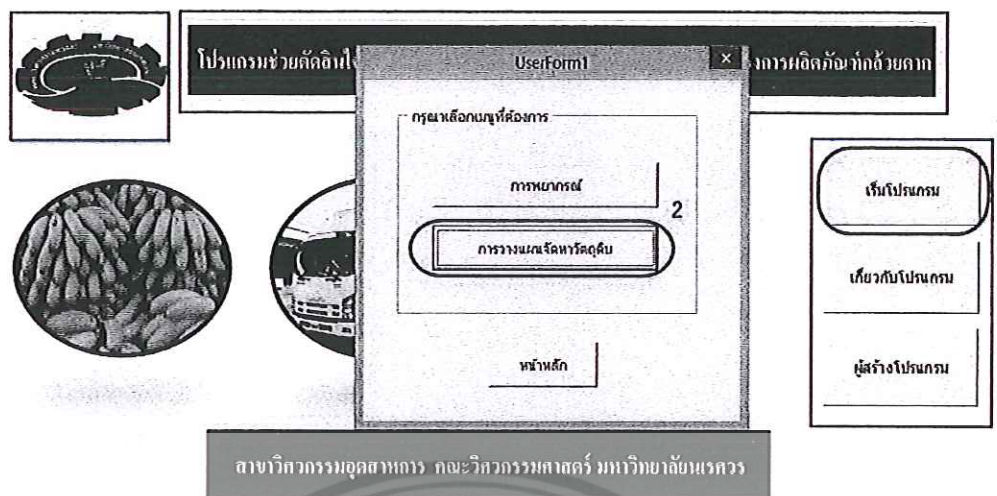 โปรแกรมช่วยตัดสินใ
งการผลิตภัณฑ์กล้วยตาก
UserForm1
x
กรุณาเลือกเมนูที่ต้องการ
การพยากรณ์
2
การวางแผนจัดหาวัตถุดิบ
หน้าหลัก
เริ่มโปรแกรม
เกี่ยวกับโปรแกรม
ผู้สร้างโปรแกรม
สาขาวิศวกรรมอุตสาหการ คณะวิศวกรรมศาสตร์ มหาวิทยาลัยนเรศวร